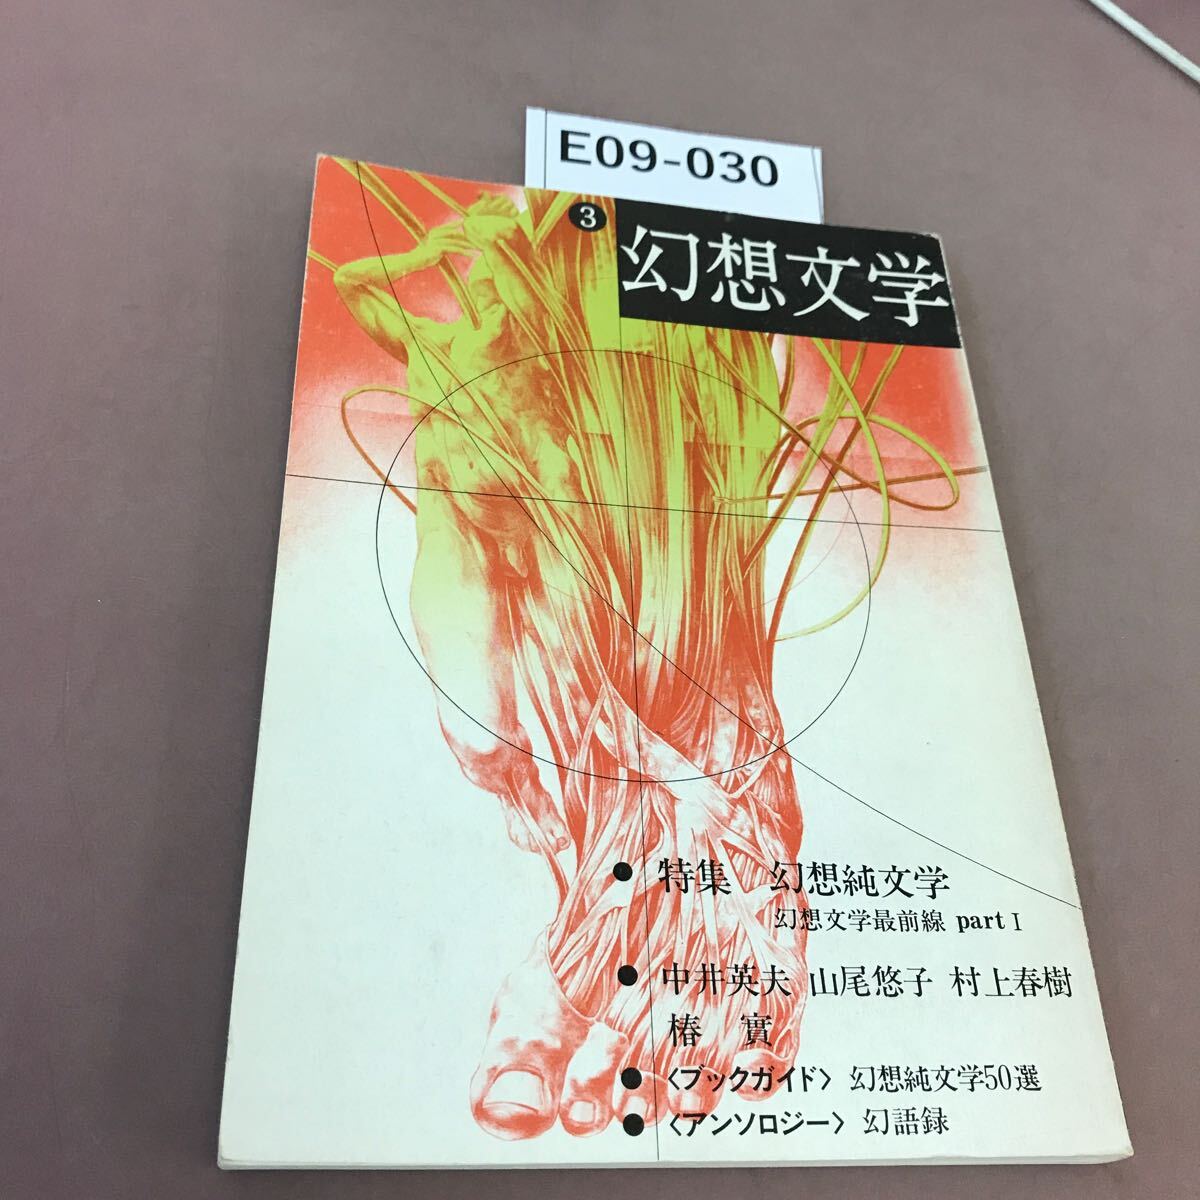 E09-030
3
幻想文学
● 特集 幻想純文学
幻想文学最前線 part I
● 中井英夫 山尾悠子 村上春樹
椿 實
● 〈ブックガイド〉 幻想純文学50選
● 〈アンソロジー〉 幻語録